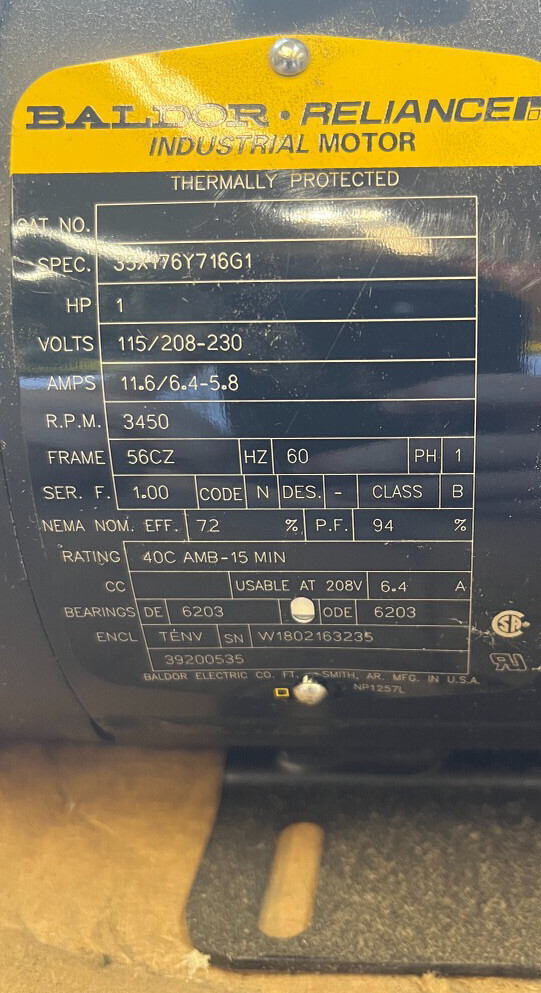 BALDOR • RELIANCE
INDUSTRIAL MOTOR
THERMALLY PROTECTED
CAT. NO.
SPEC. 35XY76Y716G1
HP 1
VOLTS 115/208-230
AMPS 11.6/6.4-5.8
R.P.M. 3450
FRAME 56CZ HZ 60 PH 1
SER. F. 1.00 CODE N DES. - CLASS B
NEMA NOM. EFF. 72 % P.F. 94 %
RATING 40C AMB-15 MIN
CC USABLE AT 208V 6.4 A
BEARINGS DE 6203 ODE 6203
ENCL TENV SN W1802163235
39200535
BALDOR ELECTRIC CO. FT. SMITH, AR. MFG. IN U.S.A.
NP1257L